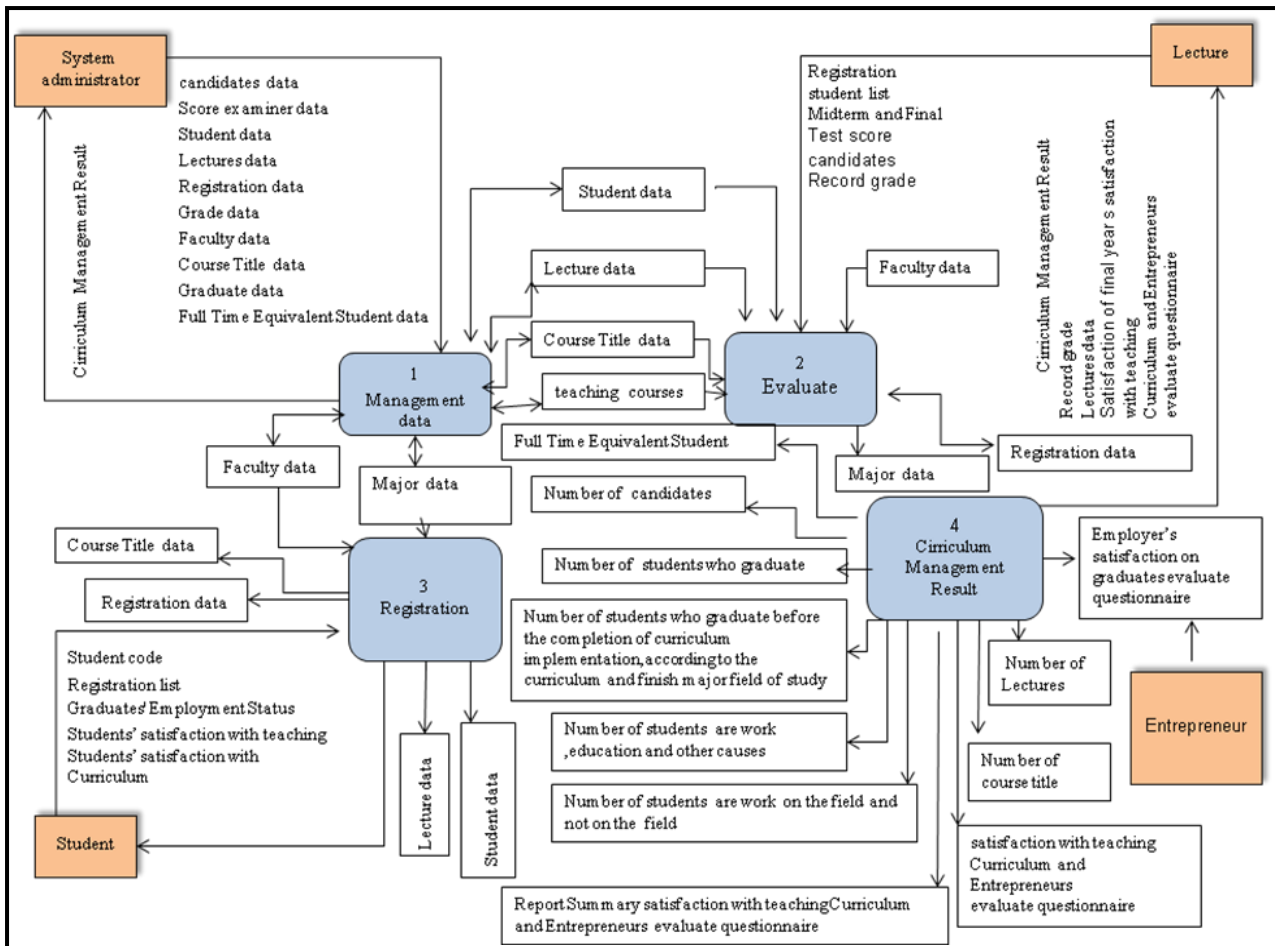 System
administrator
Lecture
candidates data
Score examiner data
Student data
Lectures data
Registration data
Grade data
Faculty data
Course Title data
Graduate data
Full Time Equivalent Student data
Cirriculum Management Result
Registration
student list
Midterm and Final
Test score
candidates
Record grade
Cirriculum Management Result
Record grade
Lectures data
Satisfaction of final year s satisfaction
with teaching
Curriculum and Entrepreneurs
evaluate questionnaire
Student data
Lecture data
Faculty data
Course Title data
teaching courses
1
Management
data
2
Evaluate
Full Time Equivalent Student
Faculty data
Major data
Major data
Registration data
Number of candidates
Course Title data
Registration data
3
Registration
Number of students who graduate
4
Cirriculum
Management
Result
Employer's
satisfaction on
graduates evaluate
questionnaire
Number of students who graduate before
the completion of curriculum
implementation, according to the
curriculum and finish major field of study
Number of
Lectures
Entrepreneur
Student code
Registration list
Graduates' Employment Status
Students' satisfaction with teaching
Students' satisfaction with
Curriculum
Number of students are work
,education and other causes
Number of
course title
Number of students are work on the field and
not on the field
Lecture data
Student data
Student
satisfaction with teaching
Curriculum and
Entrepreneurs
evaluate questionnaire
Report Summary satisfaction with teaching Curriculum
and Entrepreneurs evaluate questionnaire